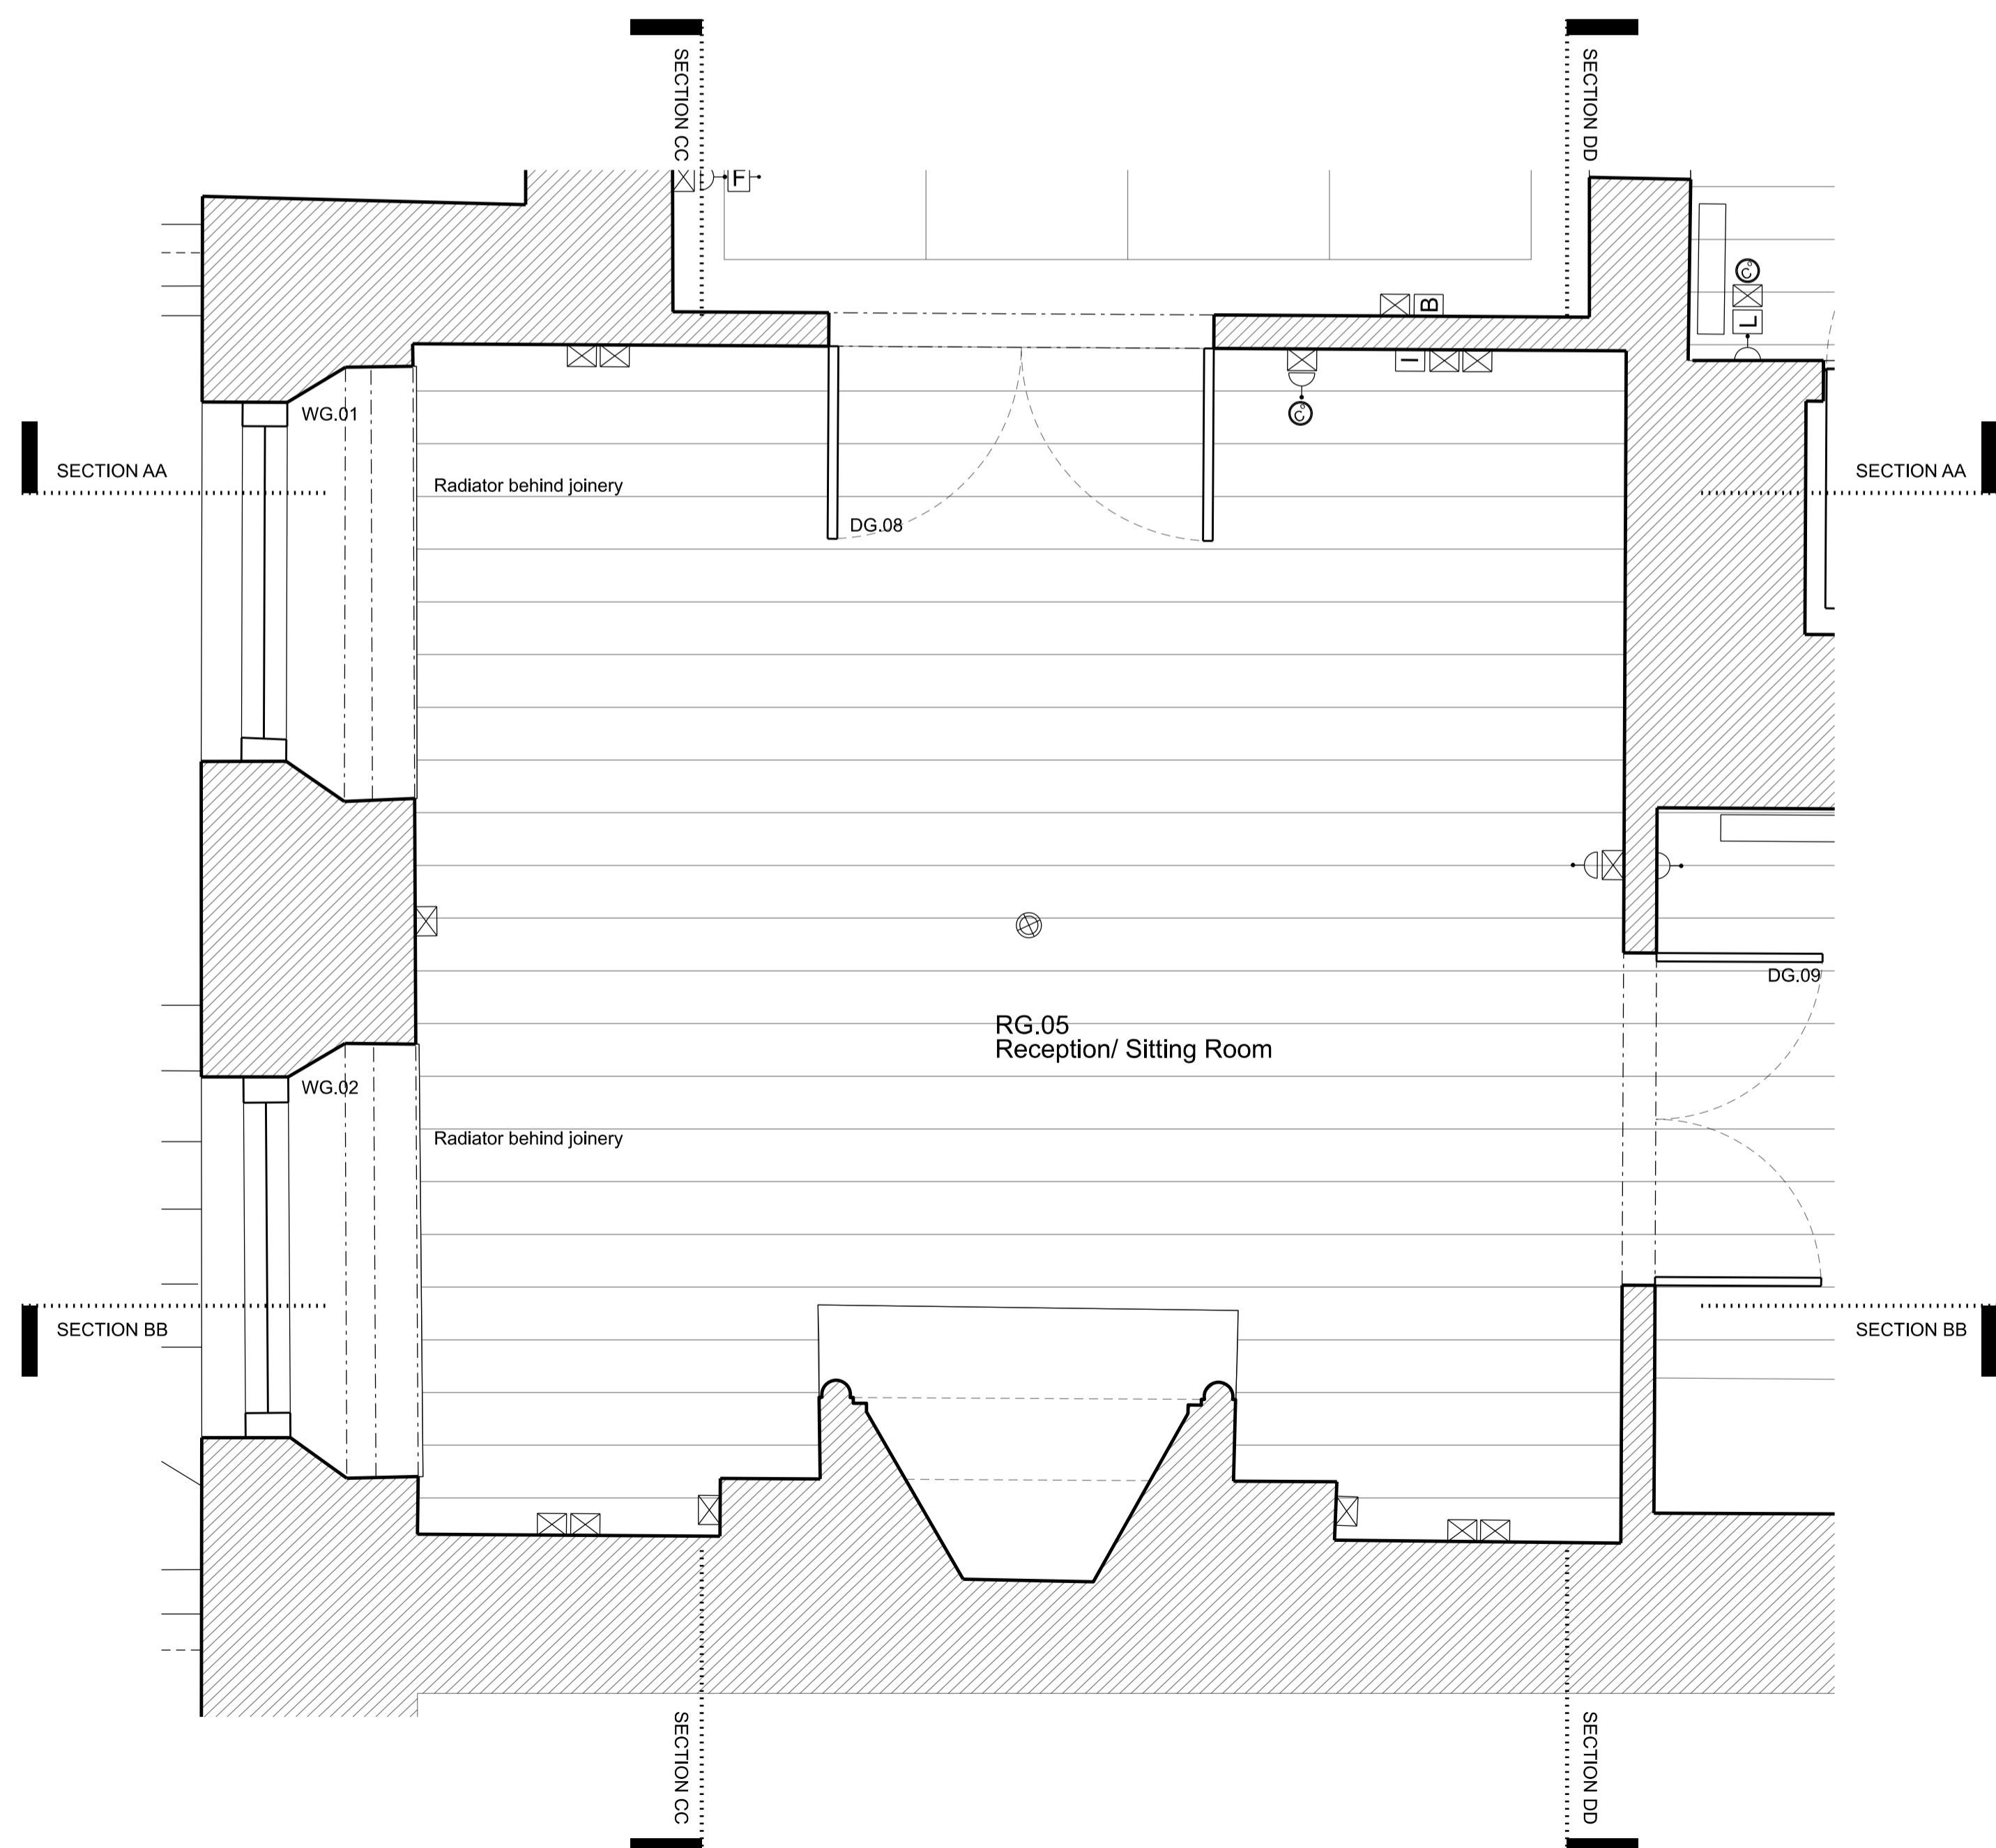 SECTION CC
SECTION DD
F
B
C°
L
I
C°
WG.01
SECTION AA
SECTION AA
Radiator behind joinery
DG.08
DG.09
RG.05
Reception/ Sitting Room
WG.02
Radiator behind joinery
SECTION BB
SECTION BB
SECTION CC
SECTION DD